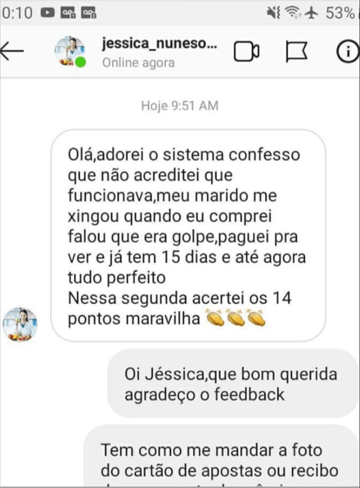 0:10
53%
jessica_nuneso...
Online agora
Hoje 9:51 AM
Olá,adorei o sistema confesso
que não acreditei que
funcionava,meu marido me
xingou quando eu comprei
falou que era golpe,paguei pra
ver e já tem 15 dias e até agora
tudo perfeito
Nessa segunda acertei os 14
pontos maravilha 👏👏👏
Oi Jéssica,que bom querida
agradeço o feedback
Tem como me mandar a foto
do cartão de apostas ou recibo